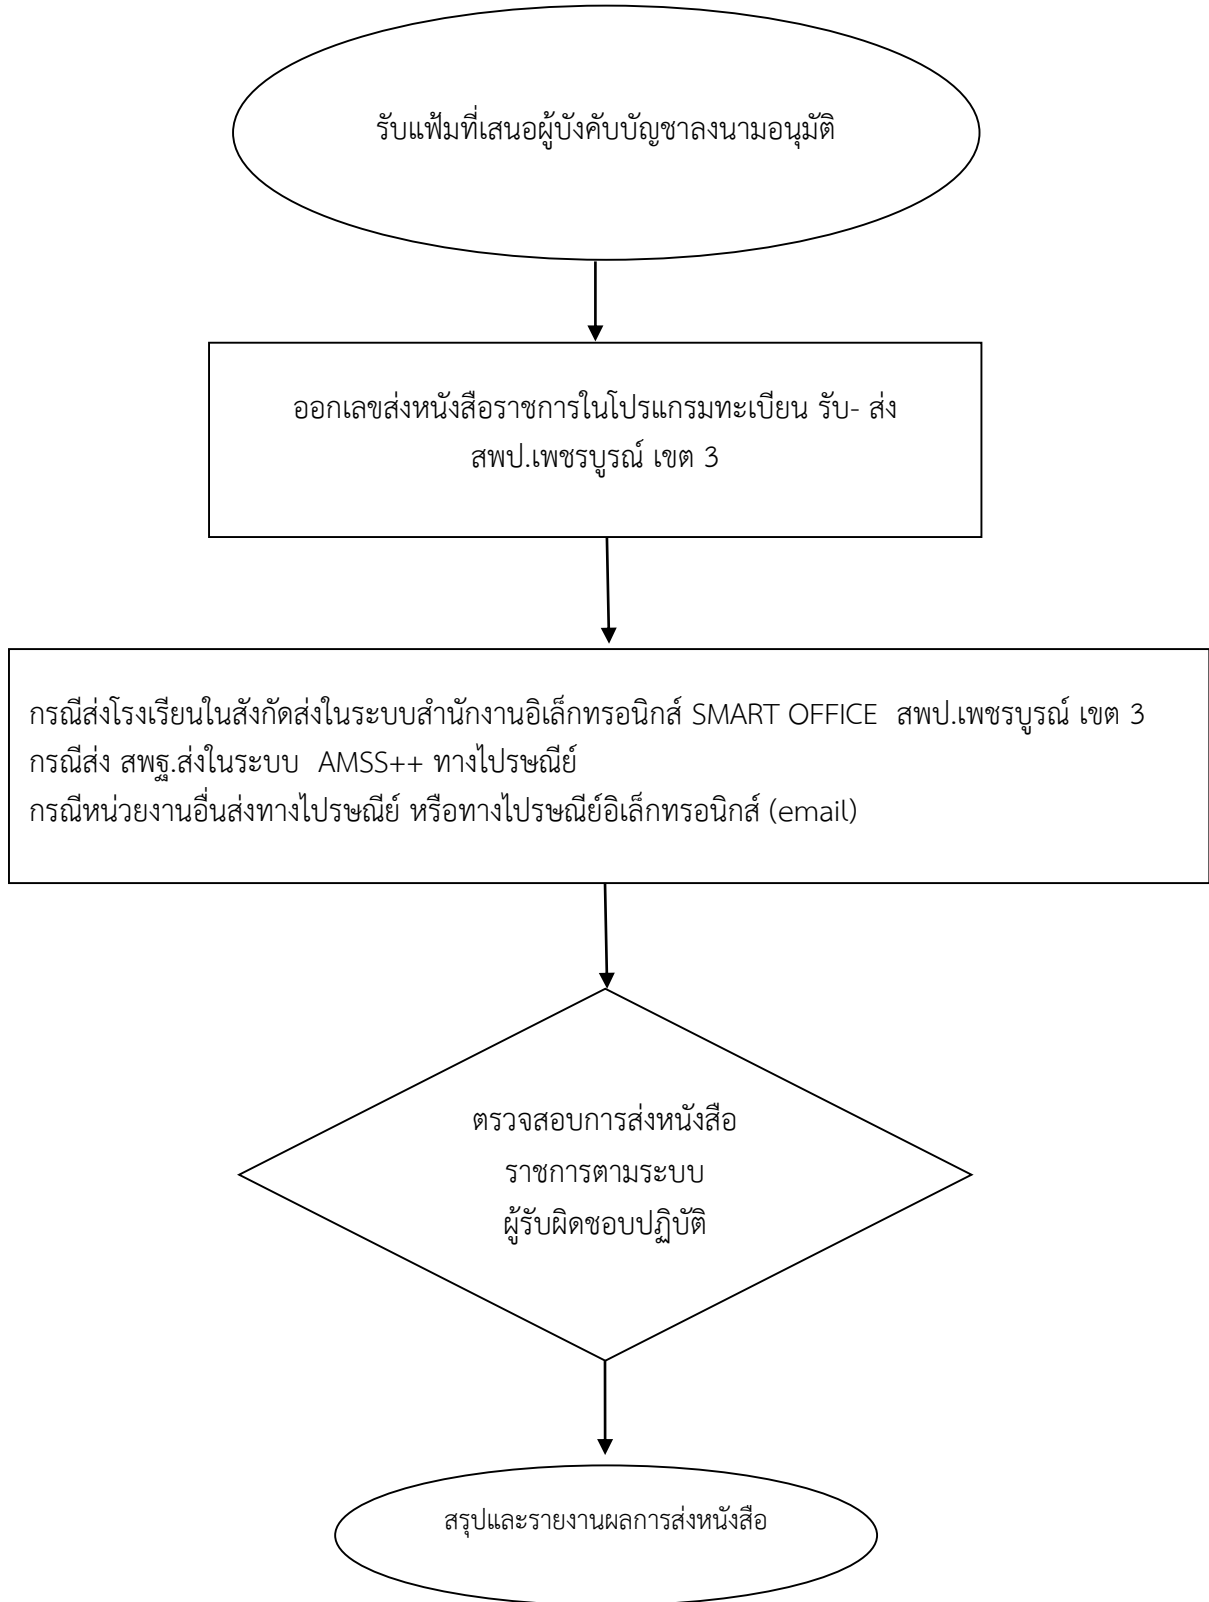 รับแฟ้มที่เสนอผู้บังคับบัญชาลงนามอนุมัติ
ออกเลขส่งหนังสือราชการในโปรแกรมทะเบียน รับ- ส่ง
สพป.เพชรบูรณ์ เขต 3
กรณีส่งโรงเรียนในสังกัดส่งในระบบสำนักงานอิเล็กทรอนิกส์ SMART OFFICE สพป.เพชรบูรณ์ เขต 3
กรณีส่ง สพฐ.ส่งในระบบ AMSS++ ทางไปรษณีย์
กรณีหน่วยงานอื่นส่งทางไปรษณีย์ หรือทางไปรษณีย์อิเล็กทรอนิกส์ (email)
ตรวจสอบการส่งหนังสือ
ราชการตามระบบ
ผู้รับผิดชอบปฏิบัติ
สรุปและรายงานผลการส่งหนังสือ